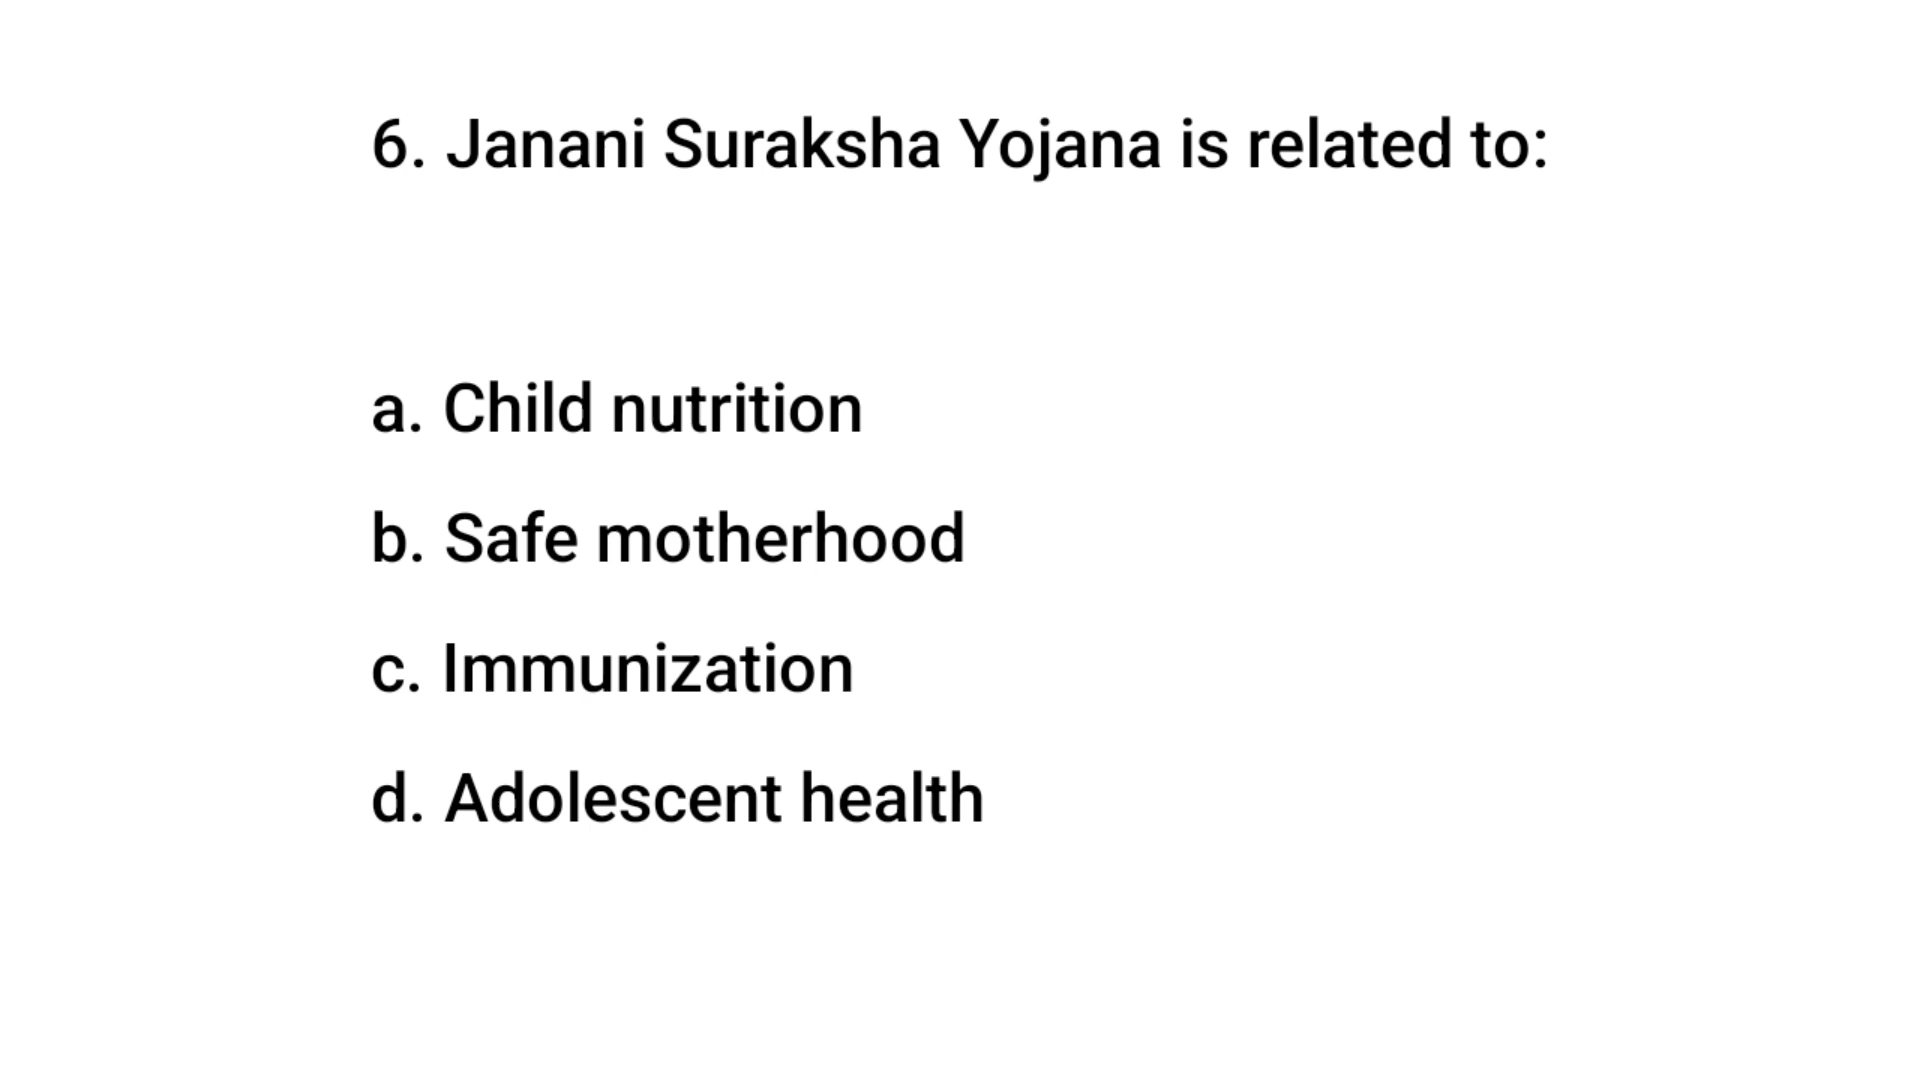 6. Janani Suraksha Yojana is related to:
a. Child nutrition
b. Safe motherhood
c. Immunization
d. Adolescent health